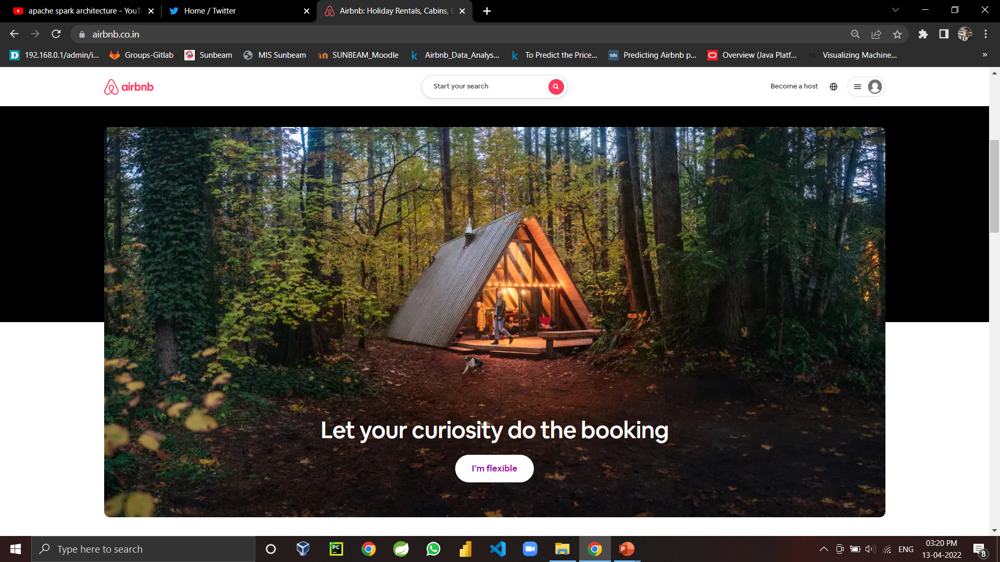 apache spark architecture - YouT
Home / Twitter
Airbnb: Holiday Rentals, Cabins,
airbnb.co.in
192.168.0.1/admin/i...
Groups-Gitlab
Sunbeam
MIS Sunbeam
SUNBEAM_Moodle
Airbnb_Data_Analys...
To Predict the Price...
tds
Predicting Airbnb p...
Overview (Java Platf...
Visualizing Machine...
»
airbnb
Start your search
Become a host
Let your curiosity do the booking
I'm flexible
Type here to search
PC
P
ENG
03:20 PM
13-04-2022
8